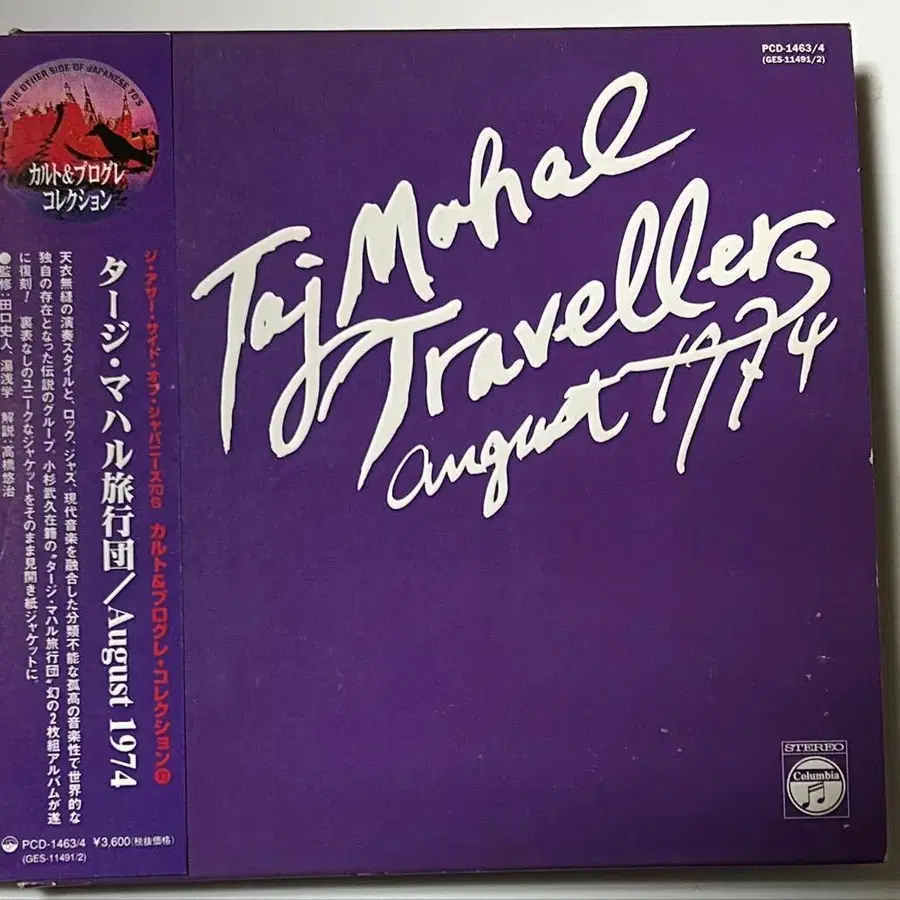 THE OTHER SIDE OF JAPANESE 70'S
カルト&プログレ
コレクション
ジ・アザー・サイド・オブ・ジャパニーズ70'S カルト&プログレ・コレクション
タージ・マハル旅行団/August 1974
天衣無縫の演奏スタイルと、ロック、ジャズ、現代音楽を融合した分類不能な孤高の音楽性で世界的な
独自の存在となった伝説のグループ。小杉武久在籍の“タージ・マハル旅行団”幻の2枚組アルバムが遂
に復刻! 裏表なしのユニークなジャケットをそのまま見開き紙ジャケットに。
●監修:田口史人、湯浅学 解説:高橋悠治
PCD-1463/4 ¥3,600(税抜価格)
(GES-11491/2)
PCD-1463/4
(GES-11491/2)
Taj Mahal
Travellers
august 1974
STEREO
Columbia